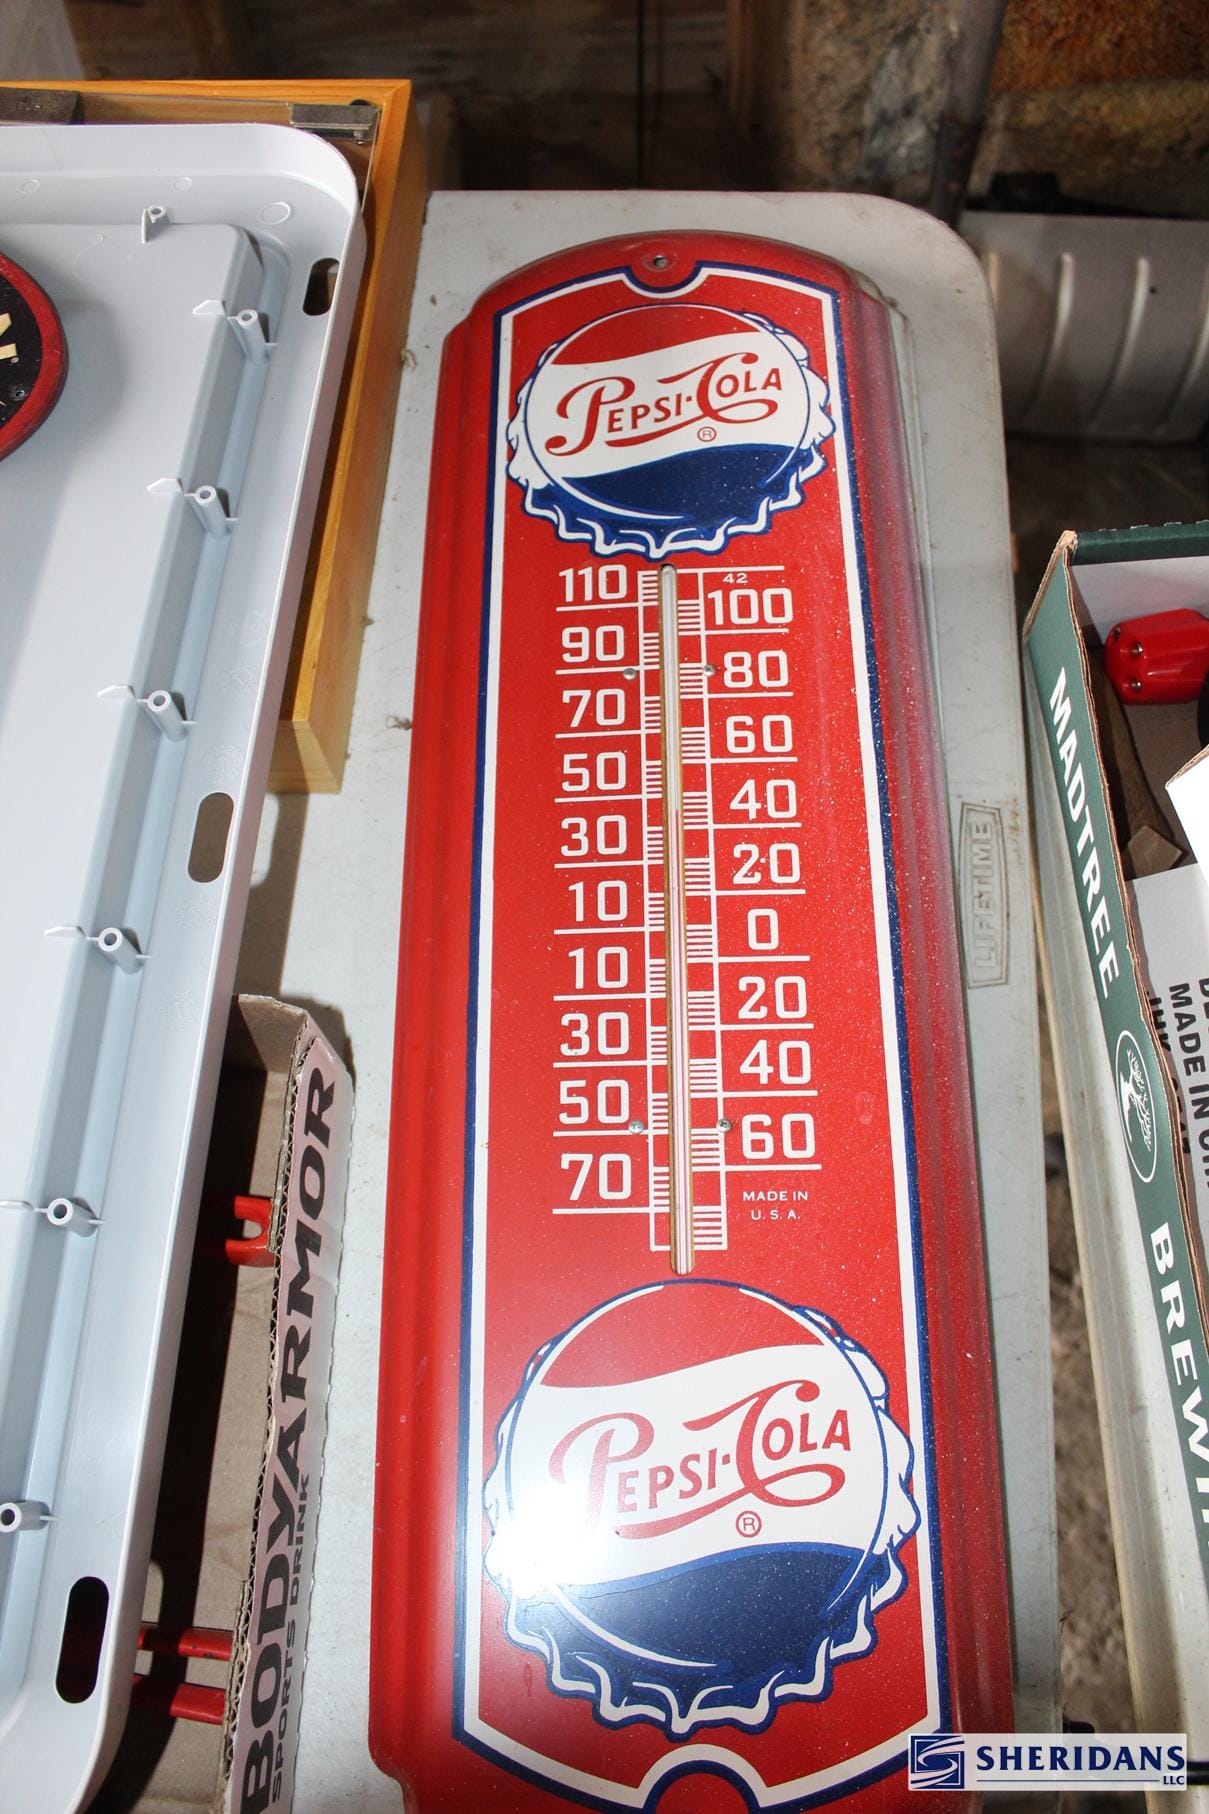 PEPSI·COLA
®
42
110
100
90
80
70
60
50
40
30
20
10
0
10
20
30
40
50
60
70
MADE IN
U.S.A.
PEPSI·COLA
®
LIFETIME
BODYARMOR
SPORTS DRINK
MADTREE
MADE IN
SHERIDANS
LLC